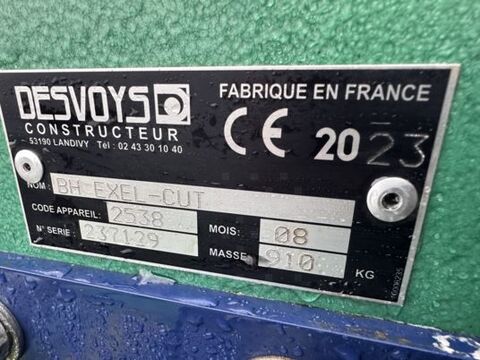 DESVOYS
CONSTRUCTEUR
53190 LANDIVY Tél : 02 43 30 10 40
FABRIQUE EN FRANCE
CE 2023
NOM: BH-EXEL-CUT
CODE APPAREIL: 2538
MOIS: 08
N° SERIE 237129
MASSE: 910 KG